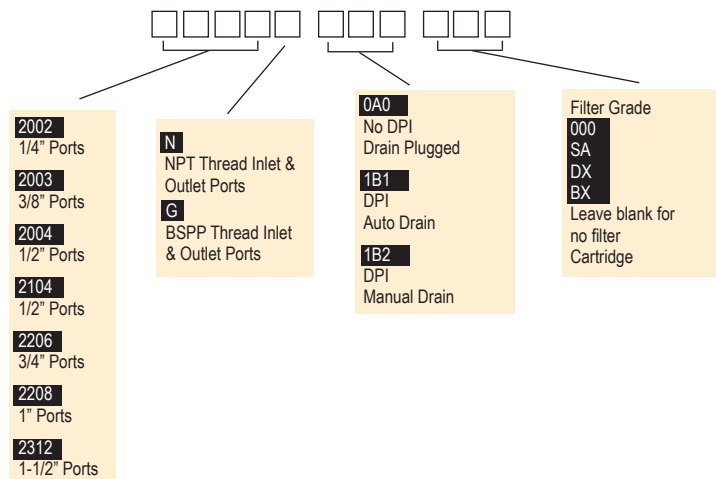 2002
1/4” Ports
2003
3/8” Ports
2004
1/2” Ports
2104
1/2” Ports
2206
3/4” Ports
2208
1” Ports
2312
1-1/2” Ports
N
NPT Thread Inlet &
Outlet Ports
G
BSPP Thread Inlet
& Outlet Ports
0A0
No DPI
Drain Plugged
1B1
DPI
Auto Drain
1B2
DPI
Manual Drain
Filter Grade
000
SA
DX
BX
Leave blank for
no filter
Cartridge